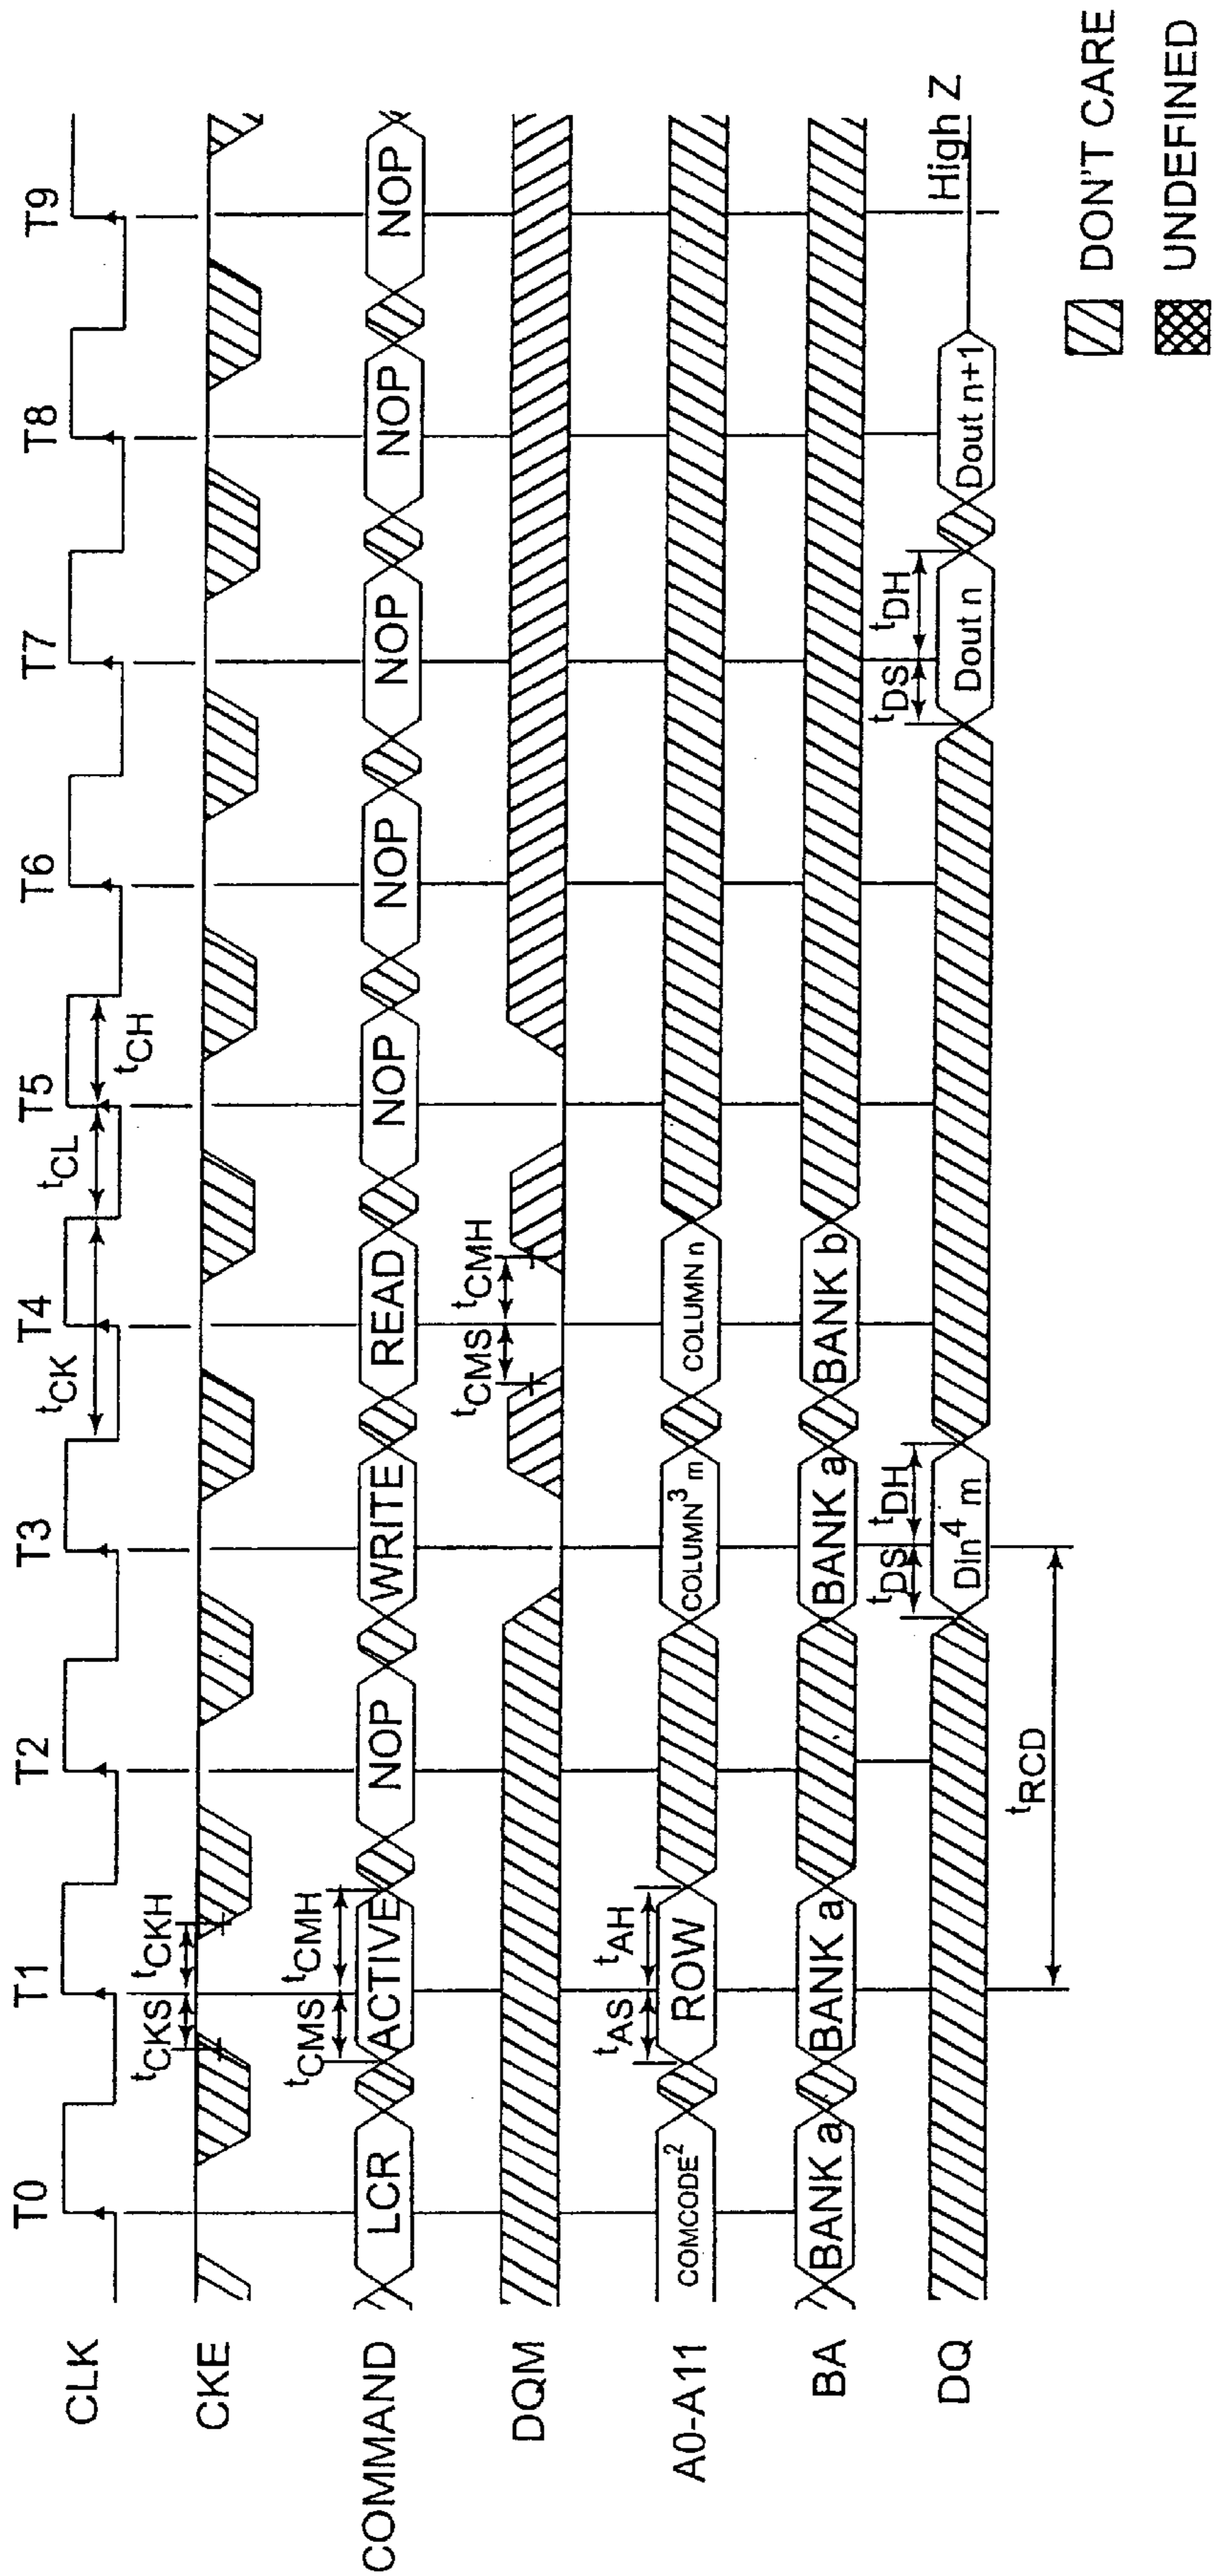 T0 T1 T2 T3 T4 T5 T6 T7 T8 T9
CLK
tCK tCL tCH
CKE
tCKS tCKH
COMMAND LCR ACTIVE NOP WRITE READ NOP NOP NOP NOP NOP
tCMS tCMH
DQM
tCMS tCMH
A0-A11 COMCODE² ROW COLUMN³ m COLUMN n
tAS tAH
BA BANK a BANK a BANK a BANK b
DQ Din⁴ m Dout n Dout n+1 High Z
tDS tDH tDS tDH
tRCD
DON'T CARE
UNDEFINED